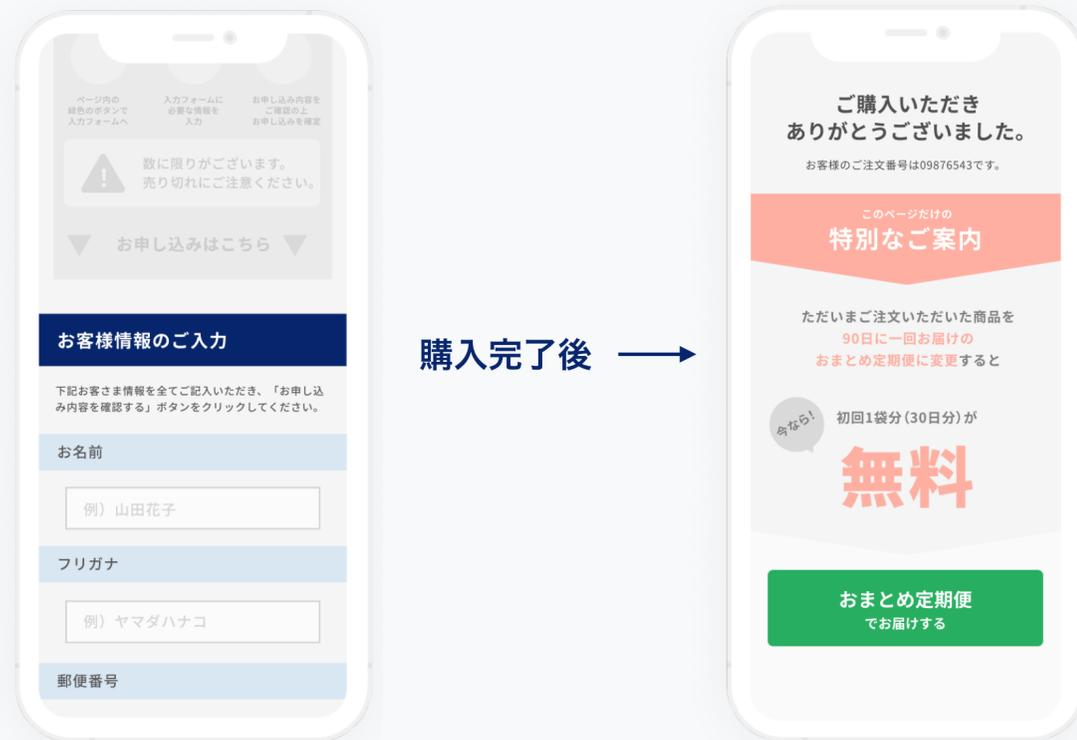 ページ内の
緑色のボタンで
入力フォームへ
入力フォームに
必要な情報を
入力
お申し込み内容を
ご確認の上
お申し込みを確定
数に限りがございます。
売り切れにご注意ください。
お申し込みはこちら
お客様情報のご入力
下記お客さま情報を全てご記入いただき、「お申し込
み内容を確認する」ボタンをクリックしてください。
お名前
例）山田花子
フリガナ
例）ヤマダハナコ
郵便番号
購入完了後
ご購入いただき
ありがとうございました。
お客様のご注文番号は09876543です。
このページだけの
特別なご案内
ただいまご注文いただいた商品を
90日に一回お届けの
おまとめ定期便に変更すると
今なら!
初回1袋分(30日分)が
無料
おまとめ定期便
でお届けする